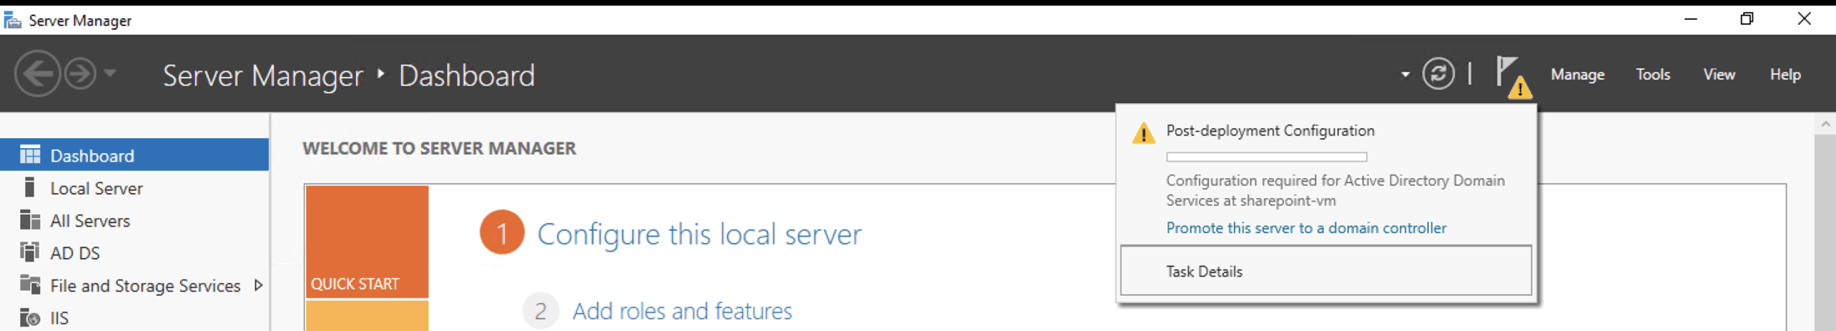 Server Manager
Server Manager ‣ Dashboard
Manage Tools View Help
Dashboard
Local Server
All Servers
AD DS
File and Storage Services
IIS
WELCOME TO SERVER MANAGER
QUICK START
1 Configure this local server
2 Add roles and features
Post-deployment Configuration
Configuration required for Active Directory Domain
Services at sharepoint-vm
Promote this server to a domain controller
Task Details